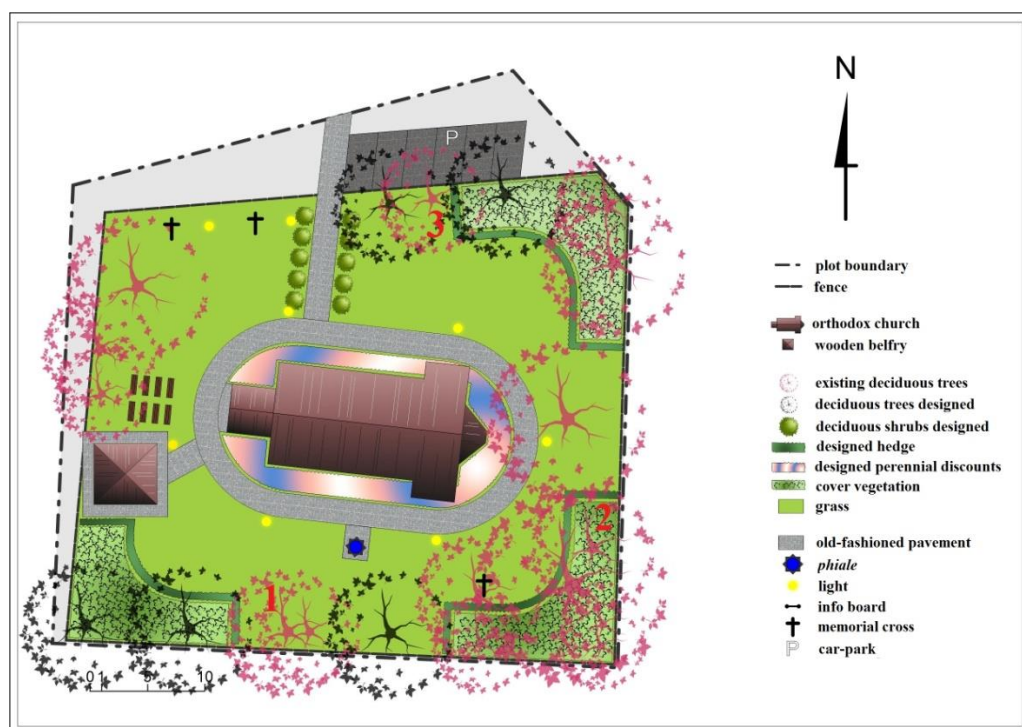 N
P
3
plot boundary
fence
orthodox church
wooden belfry
existing deciduous trees
deciduous trees designed
deciduous shrubs designed
designed hedge
designed perennial discounts
cover vegetation
grass
2
old-fashioned pavement
phiale
light
info board
memorial cross
P car-park
1
0 1 5 10